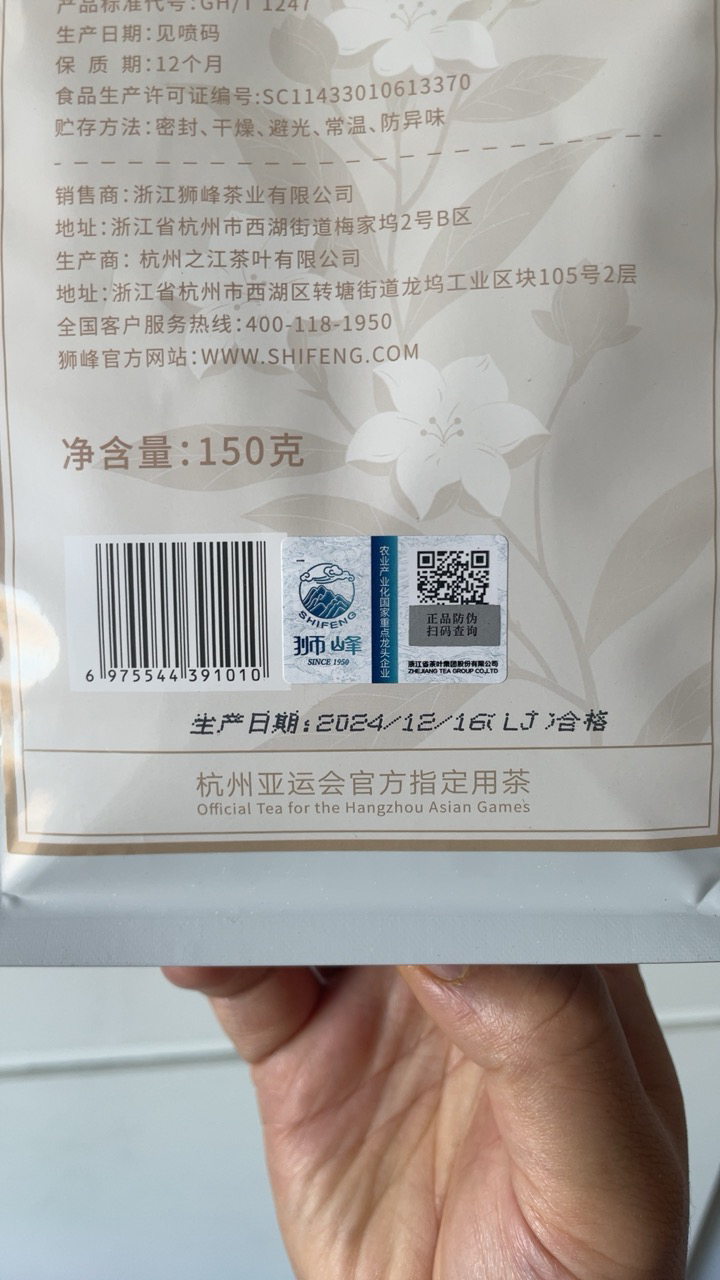 产品标准代号:GH/T 1247
生产日期:见喷码
保 质 期:12个月
食品生产许可证编号:SC11433010613370
贮存方法:密封、干燥、避光、常温、防异味
销售商:浙江狮峰茶业有限公司
地址:浙江省杭州市西湖街道梅家坞2号B区
生产商: 杭州之江茶叶有限公司
地址:浙江省杭州市西湖区转塘街道龙坞工业区块105号2层
全国客户服务热线:400-118-1950
狮峰官方网站:WWW.SHIFENG.COM
净含量:150克
6 975544 391010
SHIFENG
狮峰
SINCE 1950
农业产业化国家重点龙头企业
正品防伪
扫码查询
浙江省茶叶集团股份有限公司
ZHEJIANG TEA GROUP CO.,LTD
生产日期:2024/12/16(LJ)合格
杭州亚运会官方指定用茶
Official Tea for the Hangzhou Asian Games